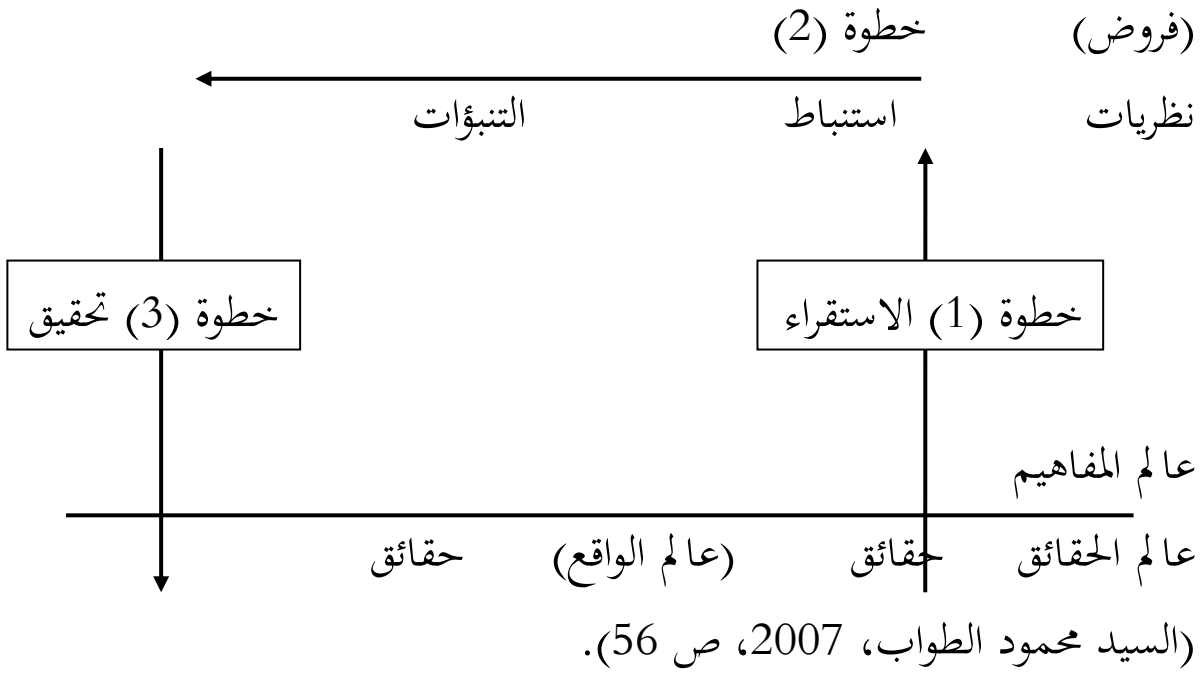 (فروض) خطوة (2)
نظريات استنباط التنبؤات
خطوة (1) الاستقراء
خطوة (3) تحقيق
عالم المفاهيم
عالم الحقائق حقائق (عالم الواقع) حقائق
(السيد محمود الطواب، 2007، ص 56).